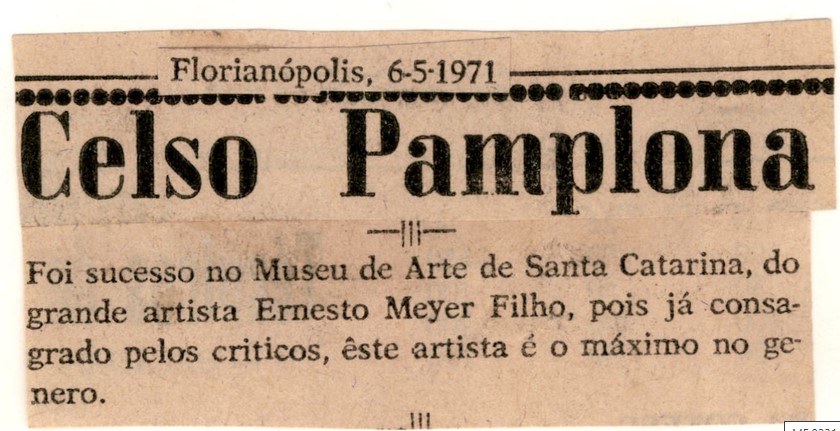 Florianópolis, 6-5-1971
Celso Pamplona
Foi sucesso no Museu de Arte de Santa Catarina, do
grande artista Ernesto Meyer Filho, pois já consa-
grado pelos criticos, êste artista é o máximo no ge-
nero.